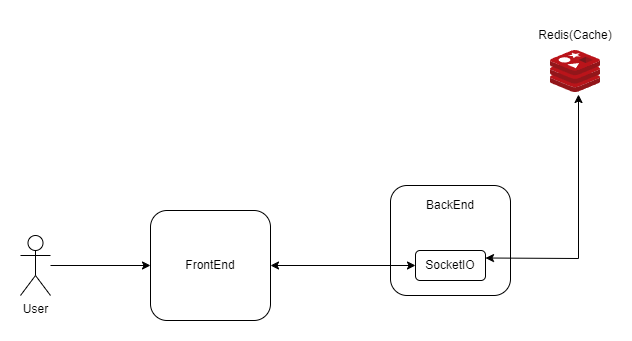 Redis(Cache)
BackEnd
FrontEnd
SocketIO
User